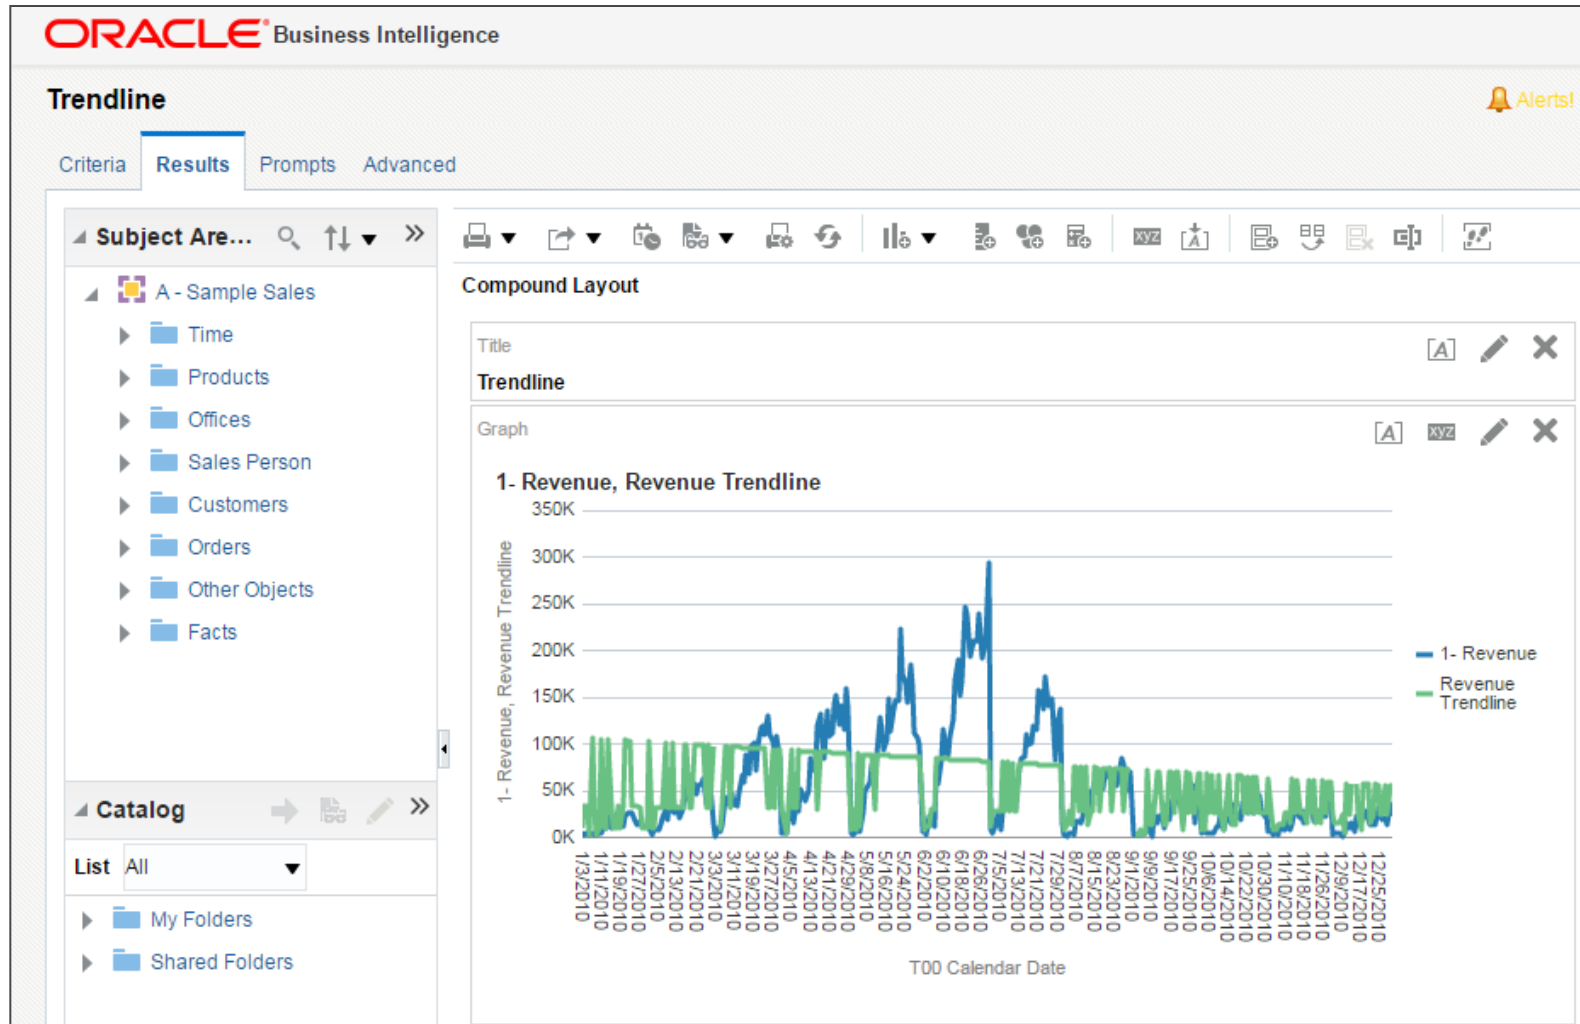 ORACLE Business Intelligence
Trendline
Alerts!
Criteria Results Prompts Advanced
Subject Are...
A - Sample Sales
Time
Products
Offices
Sales Person
Customers
Orders
Other Objects
Facts
Catalog
List All
My Folders
Shared Folders
xyz A
Compound Layout
Title
[A]
Trendline
Graph
[A] xyz
1- Revenue, Revenue Trendline
350K
300K
250K
200K
150K
100K
50K
0K
1- Revenue, Revenue Trendline
1- Revenue
Revenue
Trendline
1/3/2010
1/11/2010
1/19/2010
1/27/2010
2/5/2010
2/13/2010
2/21/2010
3/3/2010
3/11/2010
3/19/2010
3/27/2010
4/5/2010
4/13/2010
4/21/2010
4/29/2010
5/8/2010
5/16/2010
5/24/2010
6/2/2010
6/10/2010
6/18/2010
6/26/2010
7/5/2010
7/13/2010
7/21/2010
7/29/2010
8/7/2010
8/15/2010
8/23/2010
9/1/2010
9/9/2010
9/17/2010
9/25/2010
10/6/2010
10/14/2010
10/22/2010
10/30/2010
11/10/2010
11/18/2010
11/26/2010
12/9/2010
12/17/2010
12/25/2010
T00 Calendar Date